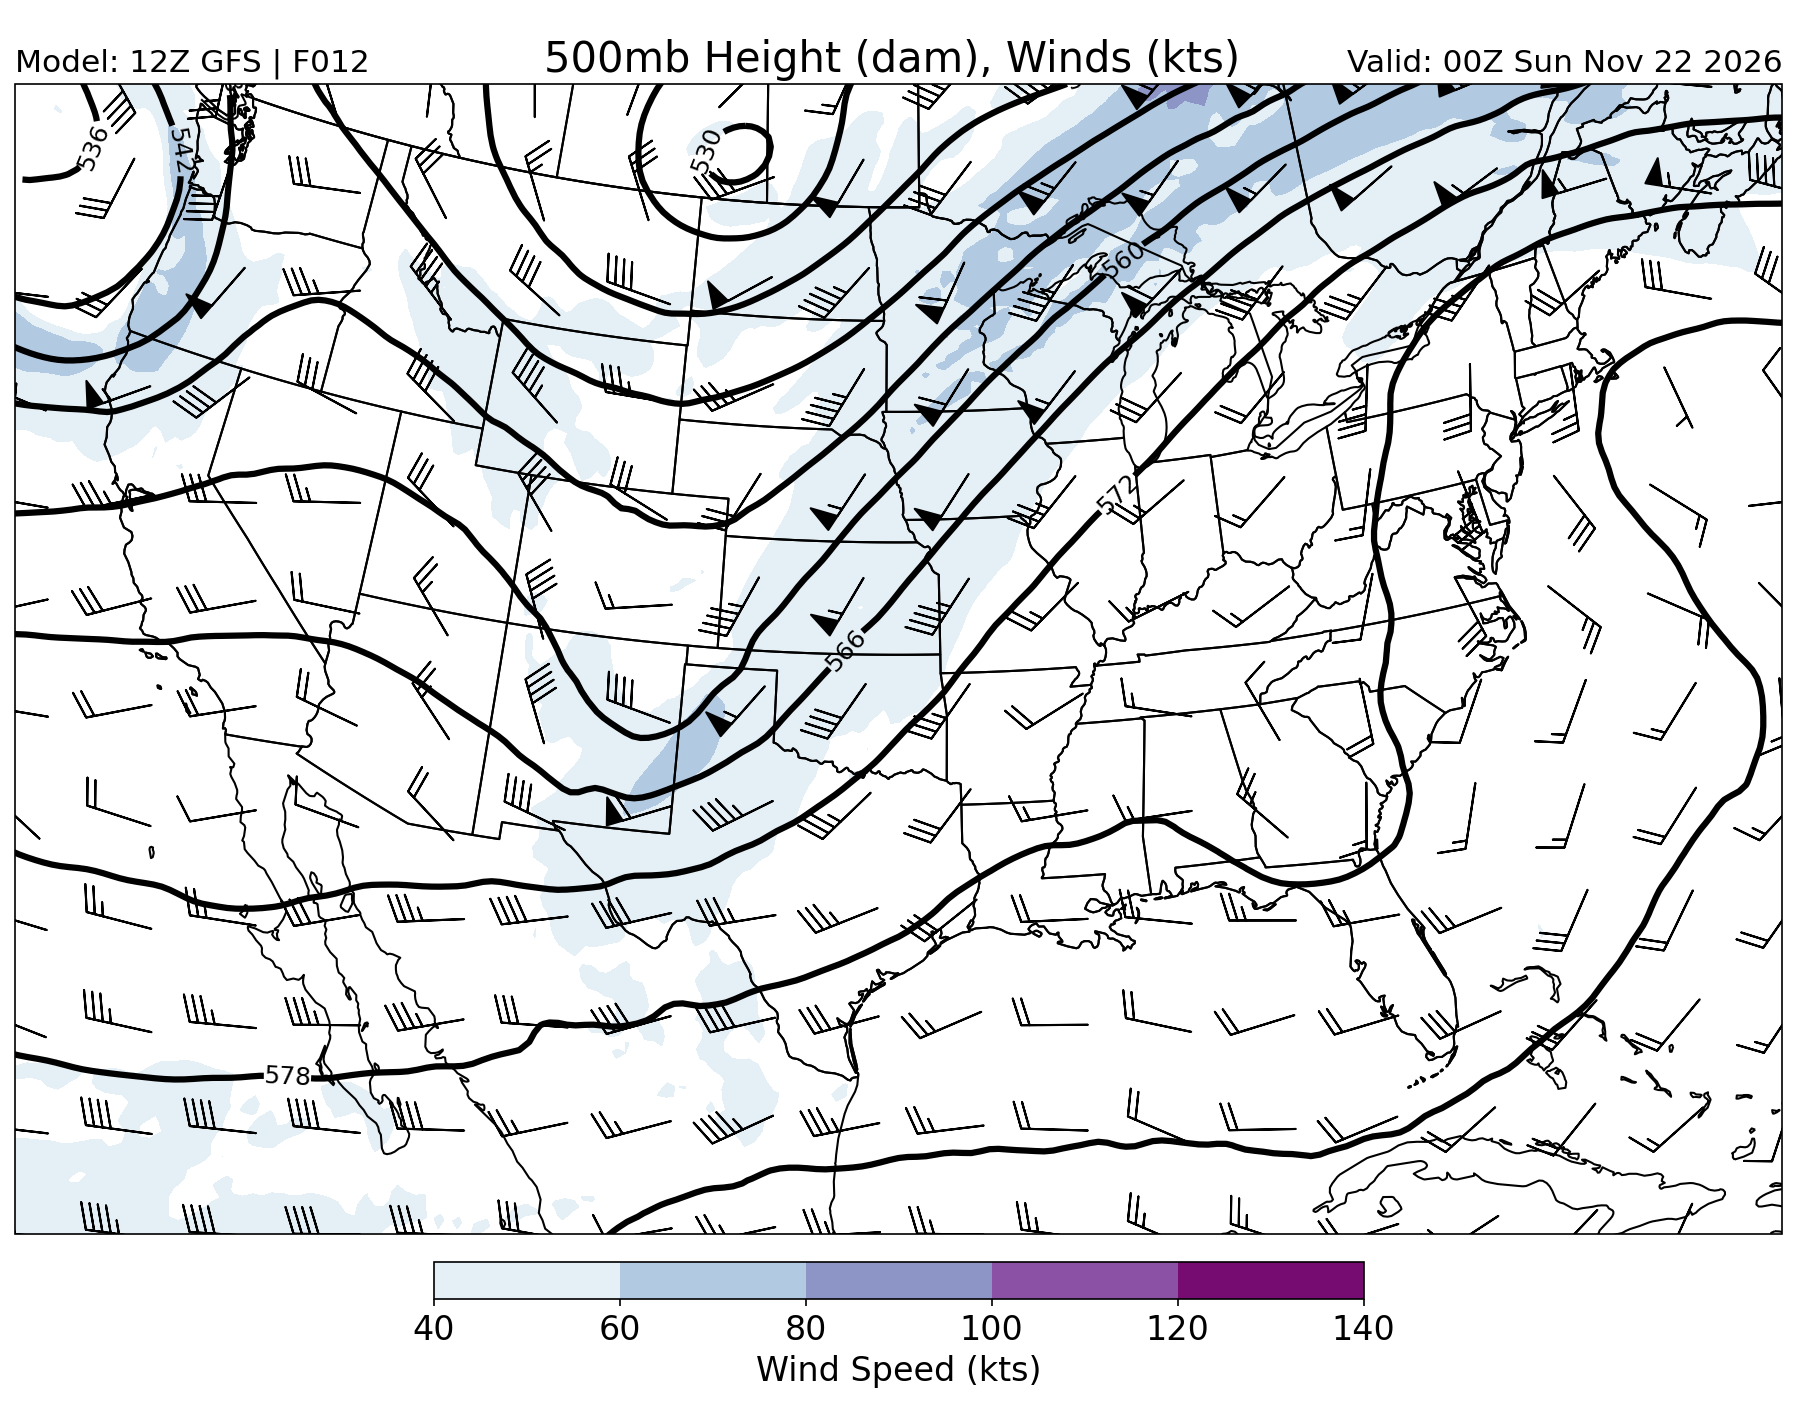 Model: 12Z GFS | F012
500mb Height (dam), Winds (kts)
Valid: 00Z Sun Nov 22 2026
536
542
530
560
572
566
578
40 60 80 100 120 140
Wind Speed (kts)